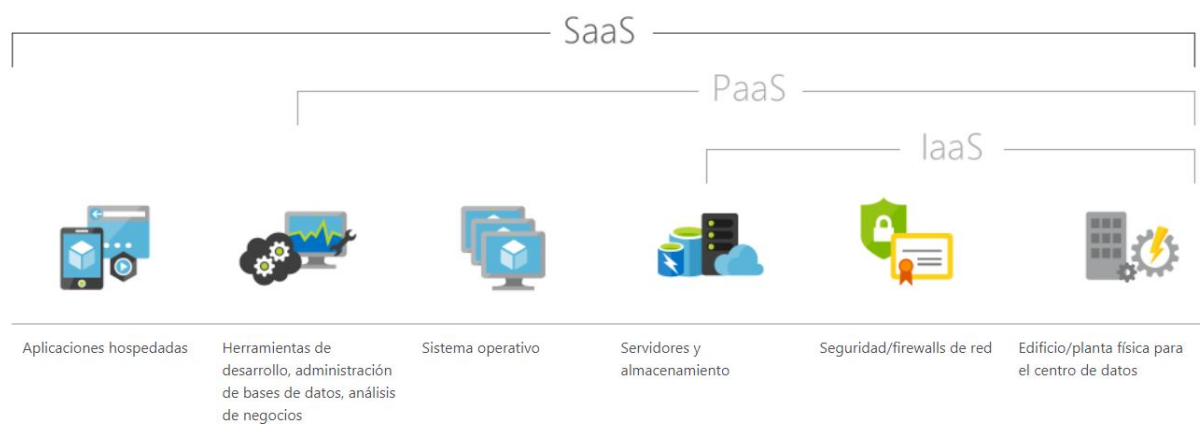 SaaS
PaaS
IaaS
Aplicaciones hospedadas
Herramientas de
desarrollo, administración
de bases de datos, análisis
de negocios
Sistema operativo
Servidores y
almacenamiento
Seguridad/firewalls de red
Edificio/planta física para
el centro de datos